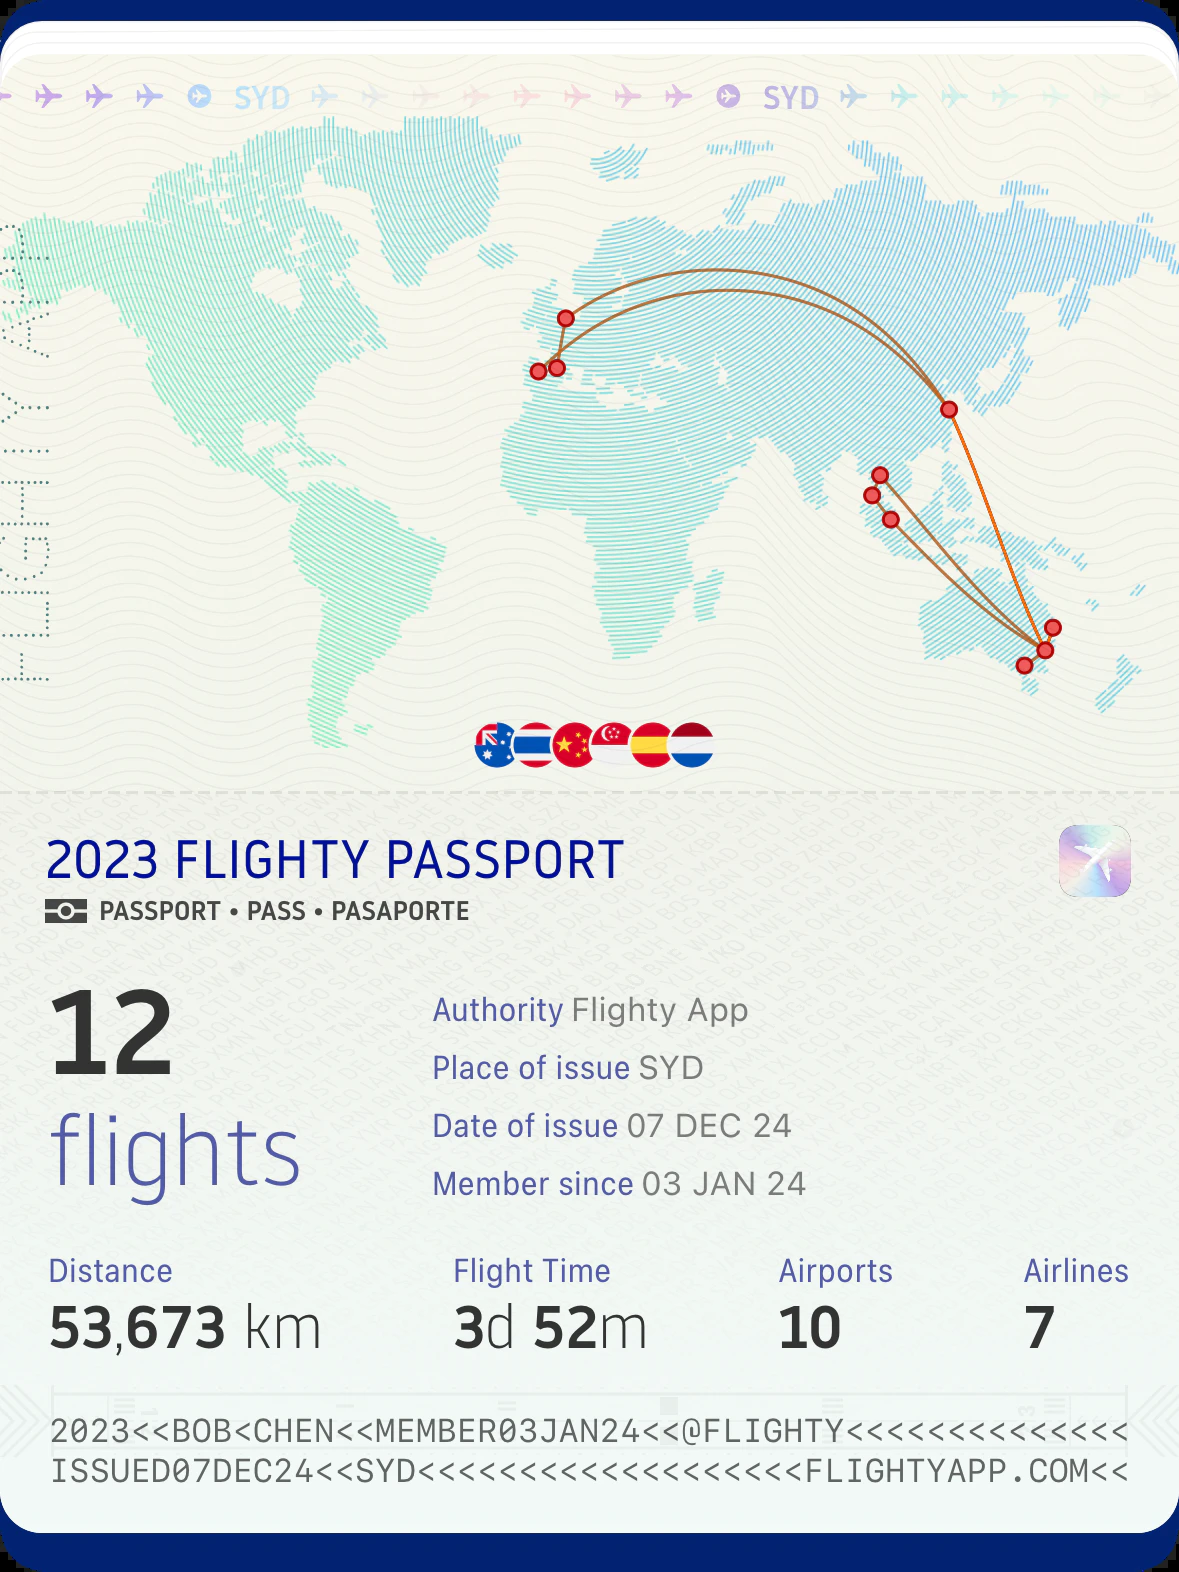 SYD SYD
FLIGHTY APP
2023 FLIGHTY PASSPORT
PASSPORT • PASS • PASAPORTE
12
flights
Authority Flighty App
Place of issue SYD
Date of issue 07 DEC 24
Member since 03 JAN 24
Distance Flight Time Airports Airlines
53,673 km 3d 52m 10 7
2023<<BOB<CHEN<<MEMBER03JAN24<<@FLIGHTY<<<<<<<<<<<<<<
ISSUED07DEC24<<SYD<<<<<<<<<<<<<<<<<<<FLIGHTYAPP.COM<<